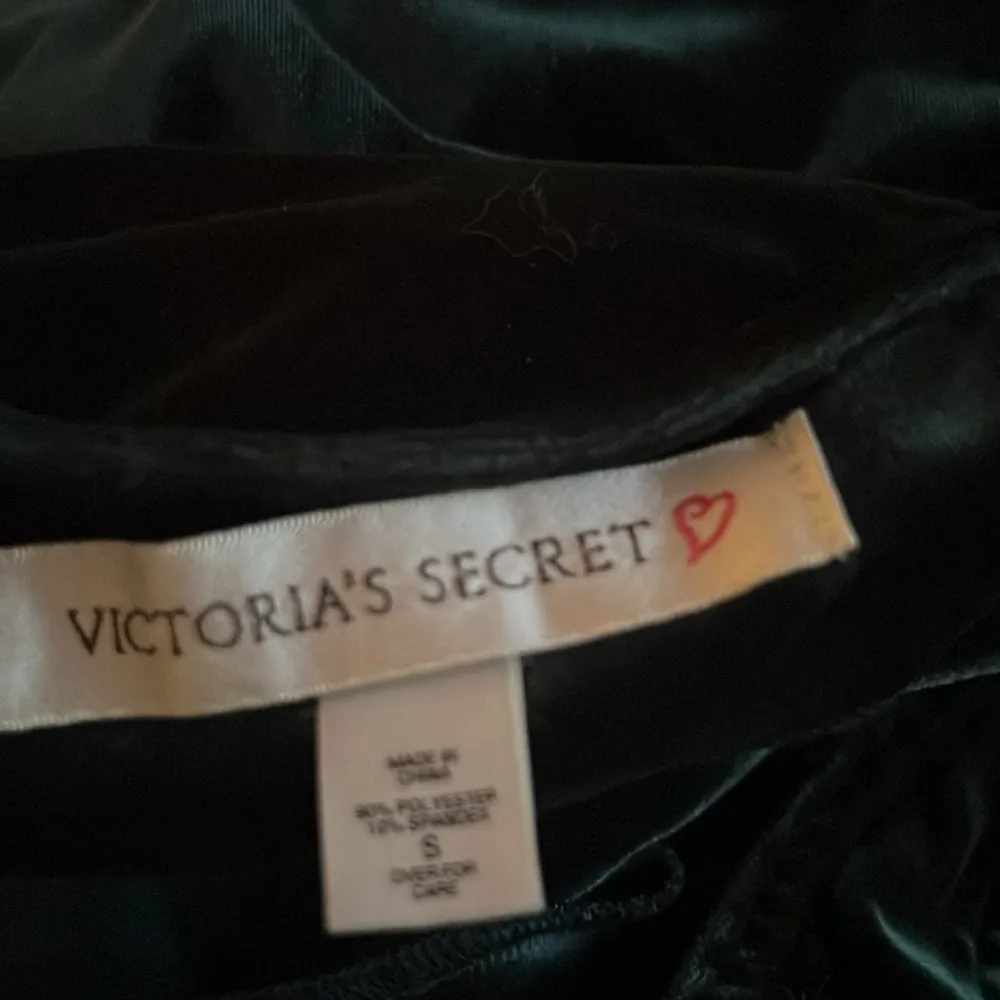 VICTORIA'S SECRET
MADE IN
CHINA
90% POLYESTER
10% SPANDEX
S
OVER FOR
CARE